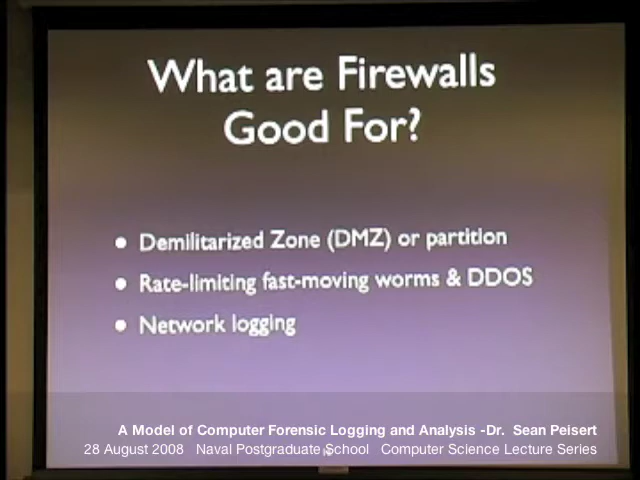 What are Firewalls
Good For?
• Demilitarized Zone (DMZ) or partition
• Rate-limiting fast-moving worms & DDOS
• Network logging
A Model of Computer Forensic Logging and Analysis -Dr. Sean Peisert
28 August 2008 Naval Postgraduate School Computer Science Lecture Series